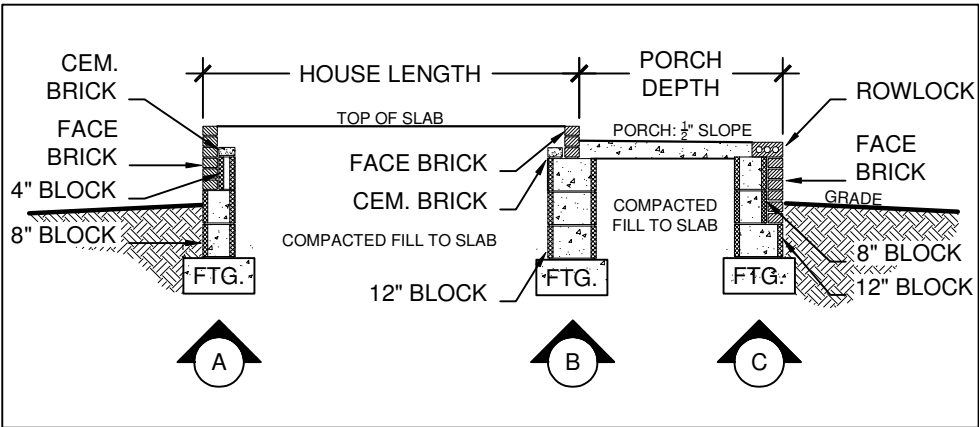 CEM.
BRICK
HOUSE LENGTH
PORCH
DEPTH
ROWLOCK
TOP OF SLAB
PORCH: ½" SLOPE
FACE
BRICK
FACE BRICK
FACE
BRICK
4" BLOCK
CEM. BRICK
GRADE
COMPACTED
FILL TO SLAB
8" BLOCK
COMPACTED FILL TO SLAB
8" BLOCK
12" BLOCK
12" BLOCK
FTG.
FTG.
FTG.
A
B
C